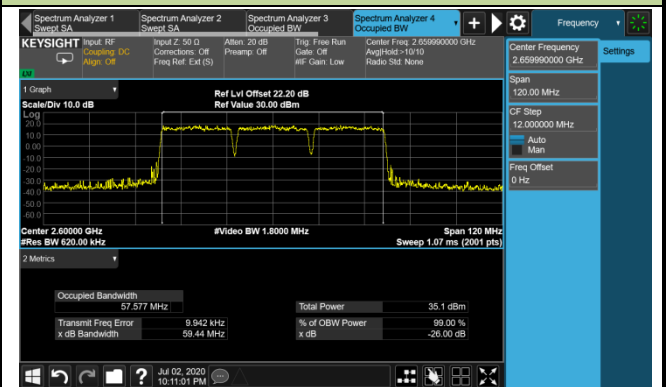 Spectrum Analyzer 1
Swept SA
Spectrum Analyzer 2
Swept SA
Spectrum Analyzer 3
Occupied BW
Spectrum Analyzer 4
Occupied BW
Frequency
KEYSIGHT
Input: RF
Coupling: DC
Align: Off
Input Z: 50 Ω
Corrections: Off
Freq Ref: Ext (S)
Atten: 20 dB
Preamp: Off
Trig: Free Run
Gate: Off
#IF Gain: Low
Center Freq: 2.659990000 GHz
Avg|Hold:>10/10
Radio Std: None
LXI
1 Graph
Scale/Div 10.0 dB
Ref Lvl Offset 22.20 dB
Ref Value 30.00 dBm
Log
20.0
10.0
0.00
-10.0
-20.0
-30.0
-40.0
-50.0
-60.0
Center 2.60000 GHz
#Res BW 620.00 kHz
#Video BW 1.8000 MHz
Span 120 MHz
Sweep 1.07 ms (2001 pts)
2 Metrics
Occupied Bandwidth
57.577 MHz
Total Power 35.1 dBm
Transmit Freq Error 9.942 kHz
% of OBW Power 99.00 %
x dB Bandwidth 59.44 MHz
x dB -26.00 dB
Jul 02, 2020
10:11:01 PM
Center Frequency
2.659990000 GHz
Settings
Span
120.00 MHz
CF Step
12.000000 MHz
Auto
Man
Freq Offset
0 Hz